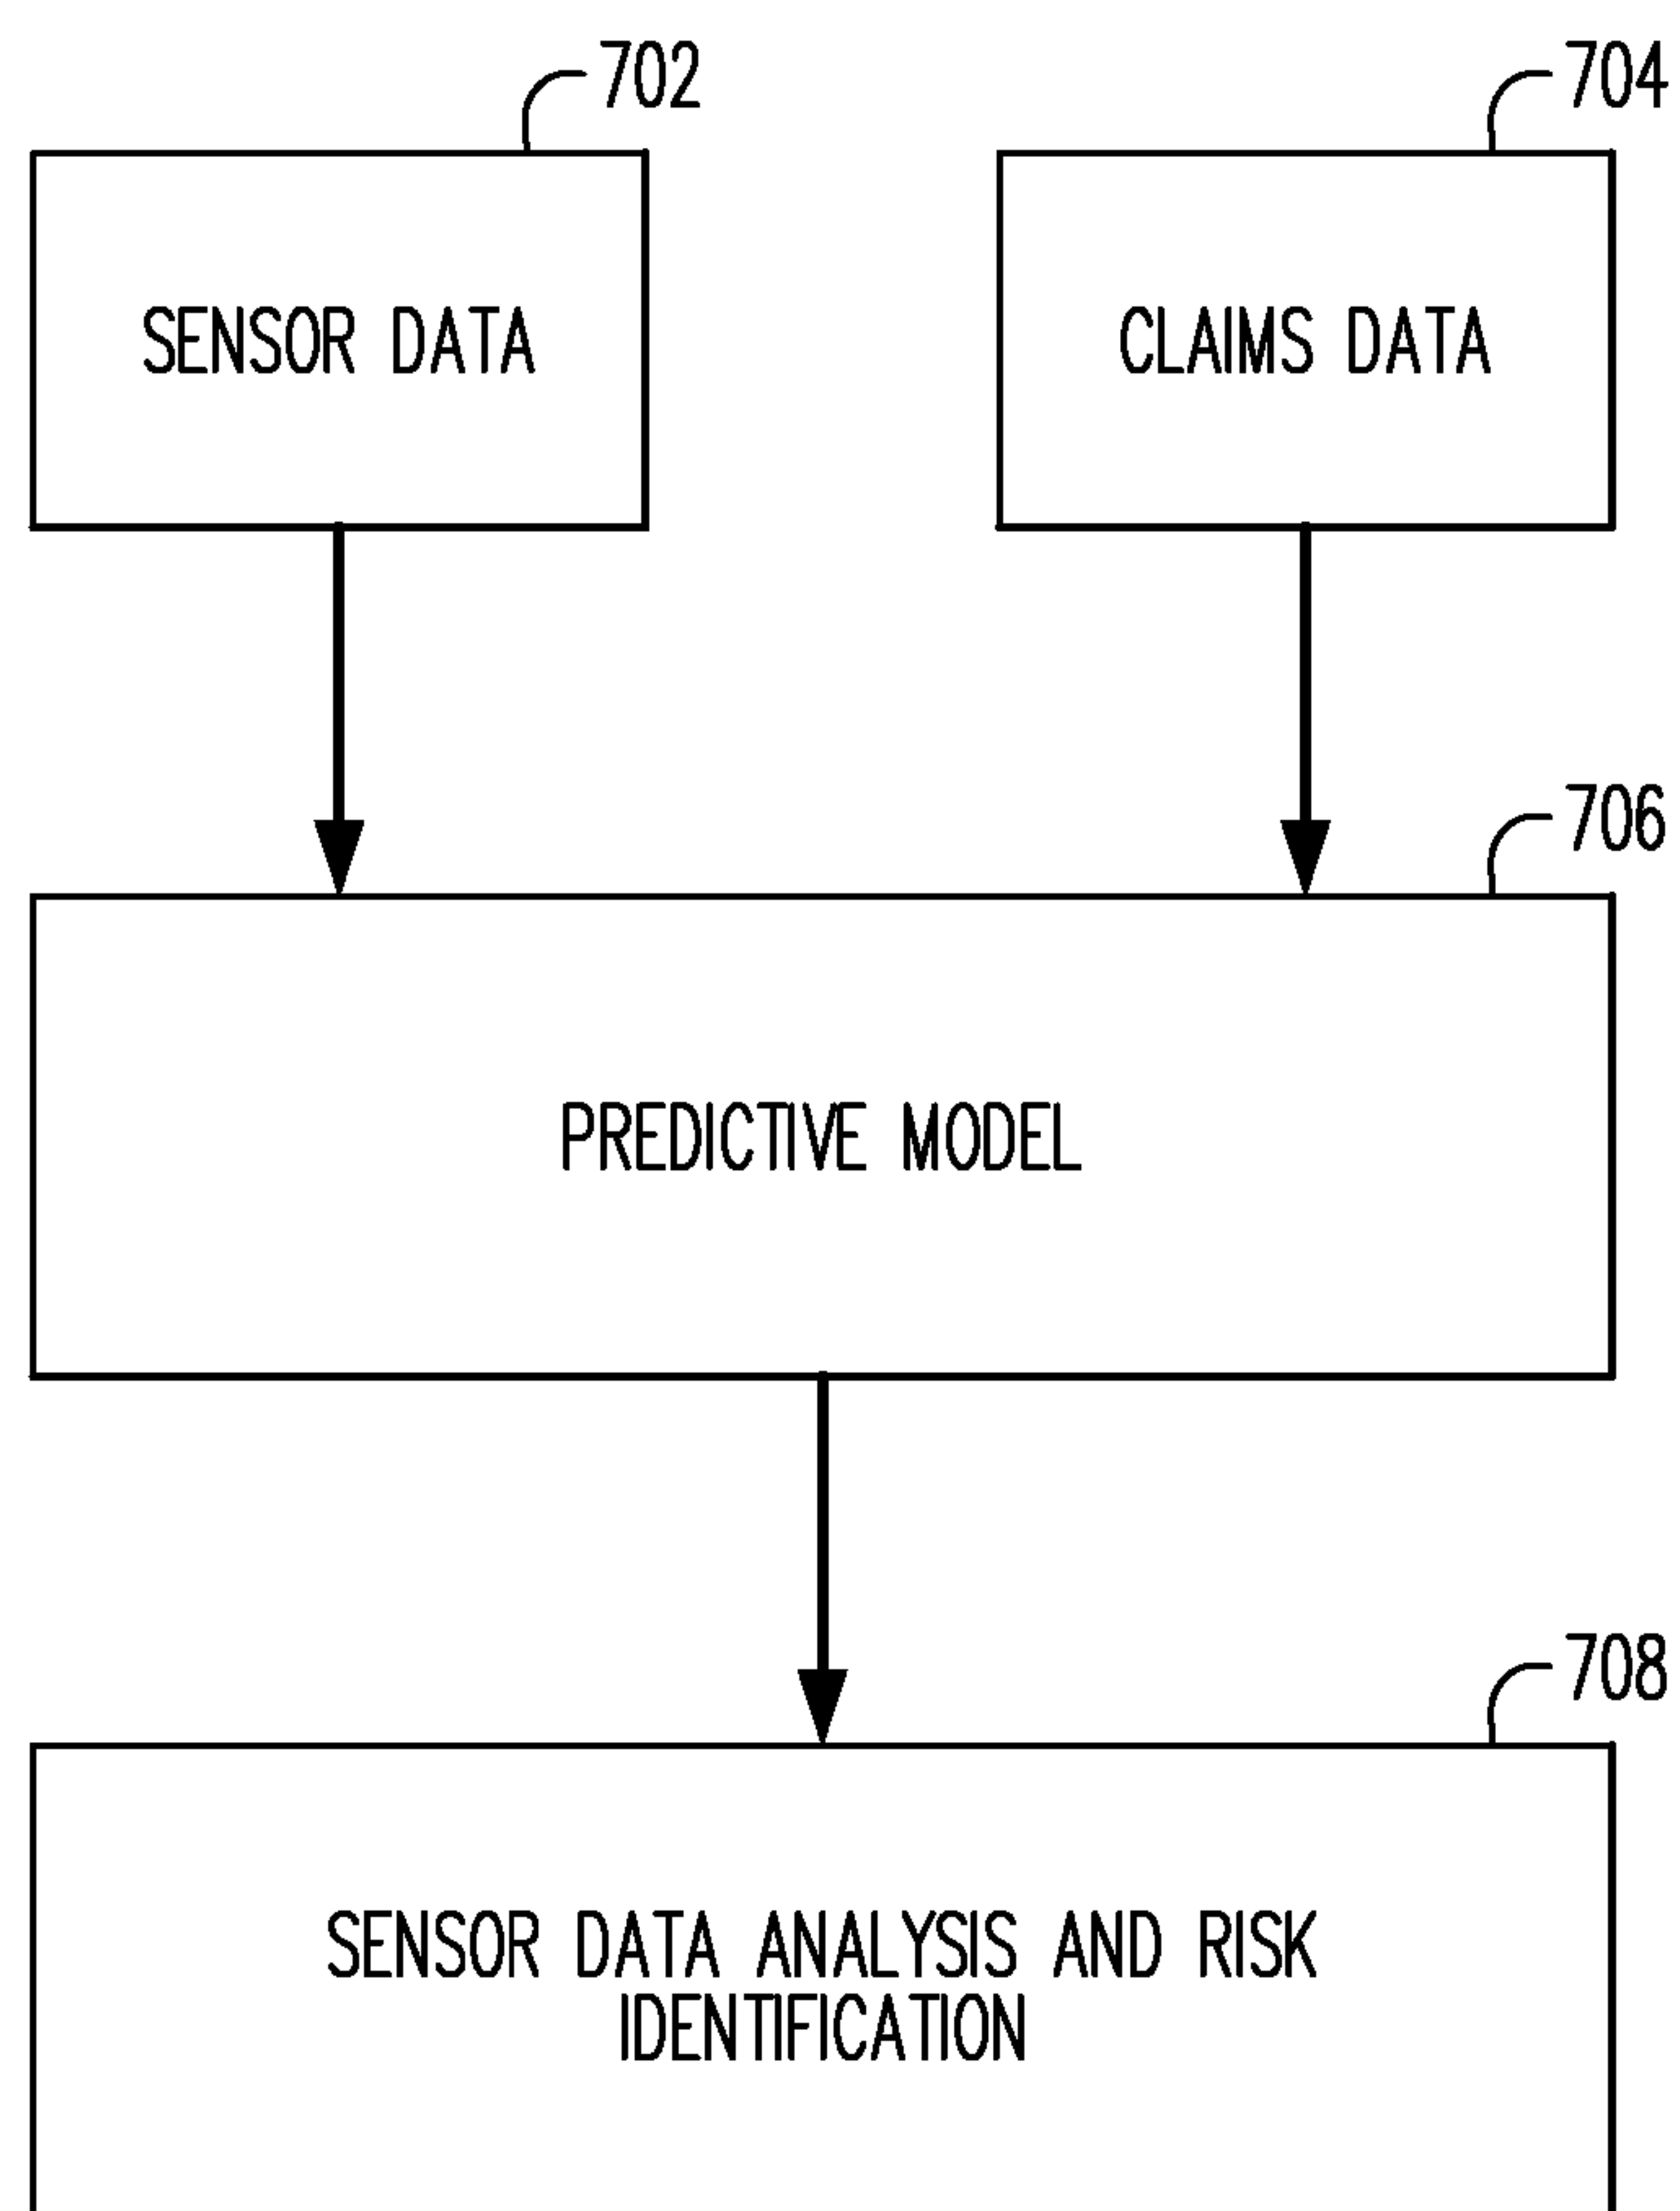 702
704
SENSOR DATA
CLAIMS DATA
706
PREDICTIVE MODEL
708
SENSOR DATA ANALYSIS AND RISK
IDENTIFICATION